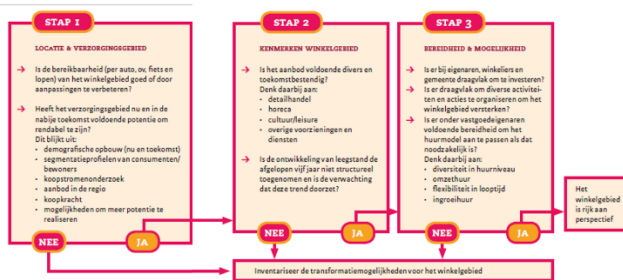 STAP 1
LOCATIE & VERZORGINGSGEBIED
→ Is de bereikbaarheid (per auto, ov, fiets en
lopen) van het winkelgebied goed of door
aanpassingen te verbeteren?
→ Heeft het verzorgingsgebied nu en in de
nabije toekomst voldoende potentie om
rendabel te zijn?
Dit blijkt uit:
• demografische opbouw (nu en toekomst)
• segmentatieprofielen van consumenten/
bewoners
• koopstromenonderzoek
• aanbod in de regio
• koopkracht
• mogelijkheden om meer potentie te
realiseren
NEE
JA
STAP 2
KENMERKEN WINKELGEBIED
→ Is het aanbod voldoende divers en
toekomstbestendig?
Denk daarbij aan:
• detailhandel
• horeca
• cultuur/leisure
• overige voorzieningen en
diensten
→ Is de ontwikkeling van leegstand de
afgelopen vijf jaar niet structureel
toegenomen en is de verwachting
dat deze trend doorzet?
NEE
JA
STAP 3
BEREIDHEID & MOGELIJKHEID
→ Is er bij eigenaren, winkeliers en
gemeente draagvlak om te investeren?
→ Is er draagvlak om diverse activitei-
ten en acties te organiseren om het
winkelgebied versterken?
→ Is er onder vastgoedeigenaren
voldoende bereidheid om het
huurmodel aan te passen als dat
noodzakelijk is?
Denk daarbij aan:
• diversiteit in huurniveau
• omzethuur
• flexibiliteit in looptijd
• ingroeihuur
NEE
JA
Het
winkelgebied
is rijk aan
perspectief
Inventariseer de transformatiemogelijkheden voor het winkelgebied